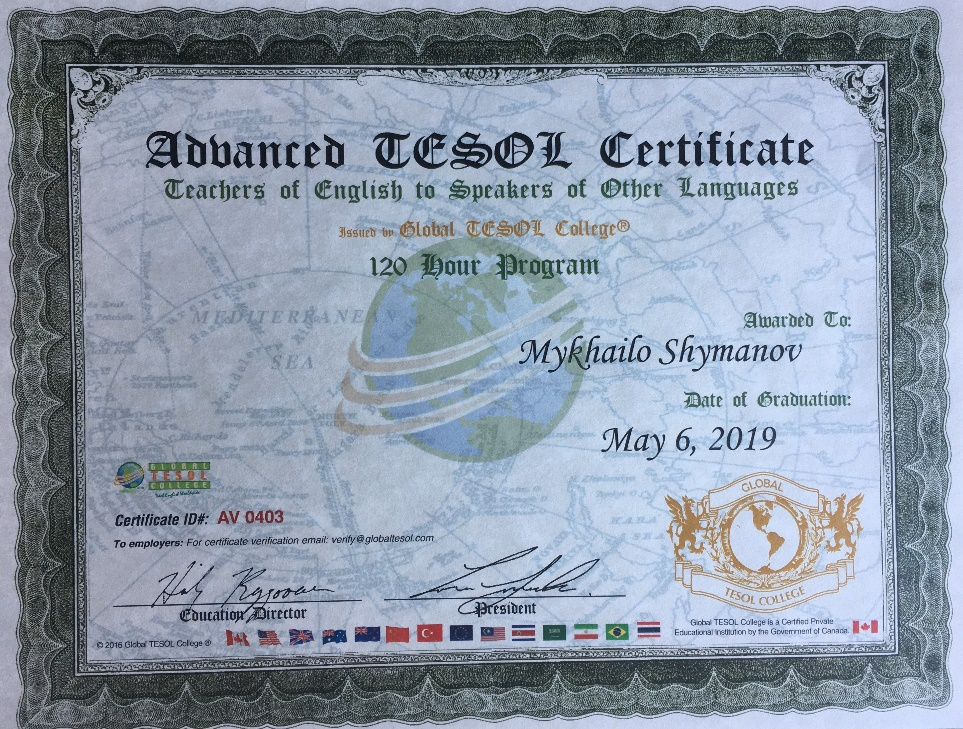 Advanced TESOL Certificate
Teachers of English to Speakers of Other Languages
Issued by Global TESOL College®
120 Hour Program
MEDITERRANEAN
SEA
Awarded To:
Mykhailo Shymanov
Date of Graduation:
May 6, 2019
GLOBAL
TESOL
COLLEGE
Certificate ID#: AV 0403
To employers: For certificate verification email: verify@globaltesol.com
GLOBAL
TESOL COLLEGE
Education Director
President
© 2016 Global TESOL College ®
Global TESOL College is a Certified Private
Educational Institution by the Government of Canada.